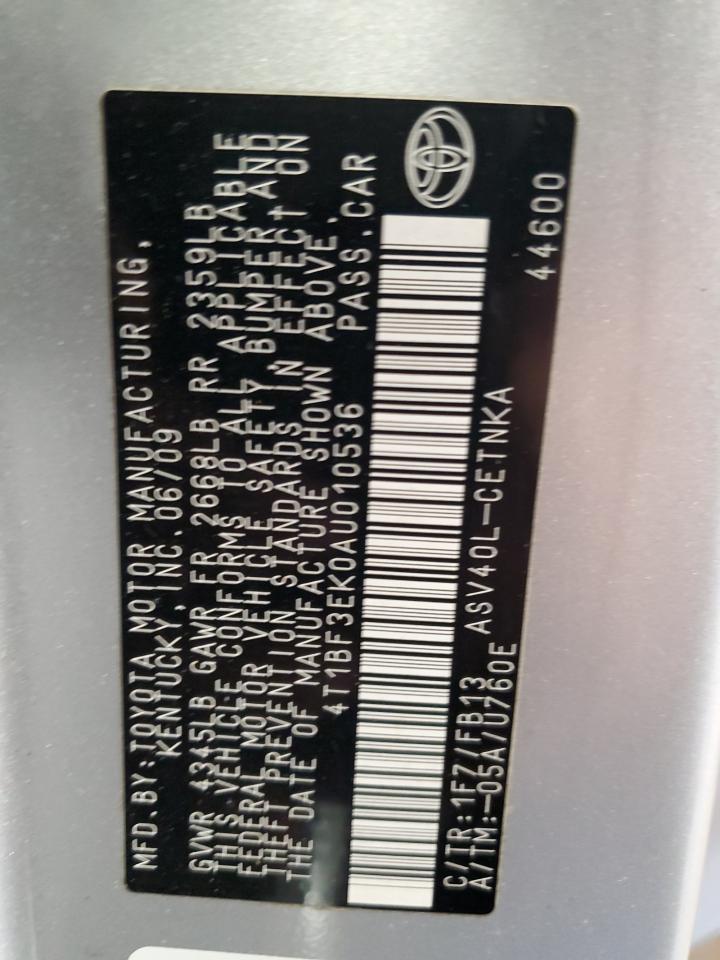 MFD.BY:TOYOTA MOTOR MANUFACTURING,
KENTUCKY, INC. 06/09
GVWR 4345LB GAWR FR 2668LB RR 2359LB
THIS VEHICLE CONFORMS TO ALL APPLICABLE
FEDERAL MOTOR VEHICLE SAFETY BUMPER AND
THEFT PREVENTION STANDARDS IN EFFECT ON
THE DATE OF MANUFACTURE SHOWN ABOVE.
4T1BF3EK0AU010536 PASS.CAR
C/TR:1F7/FB13 ASV40L-CETNKA
A/TM:-05A/U760E 44600